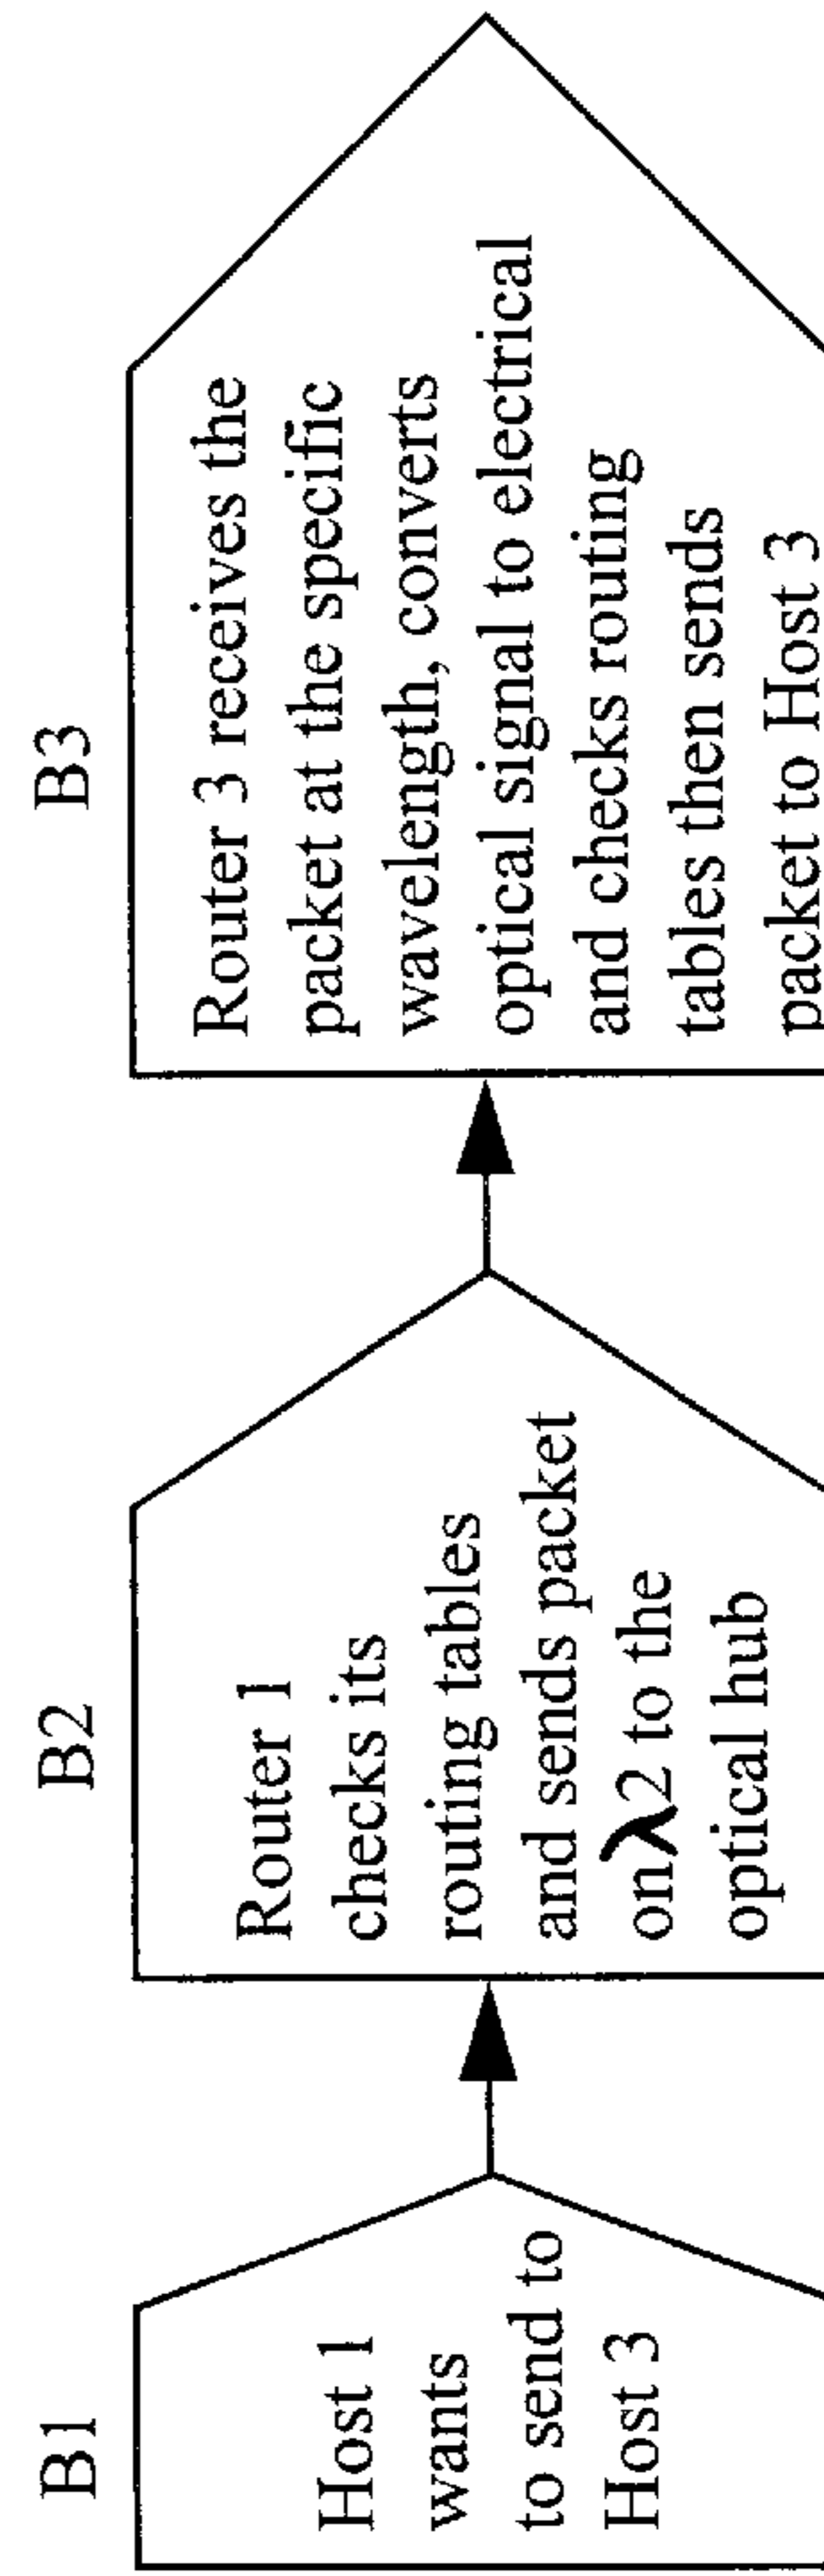 B1
Host 1
wants
to send to
Host 3
B2
Router 1
checks its
routing tables
and sends packet
on λ2 to the
optical hub
B3
Router 3 receives the
packet at the specific
wavelength, converts
optical signal to electrical
and checks routing
tables then sends
packet to Host 3